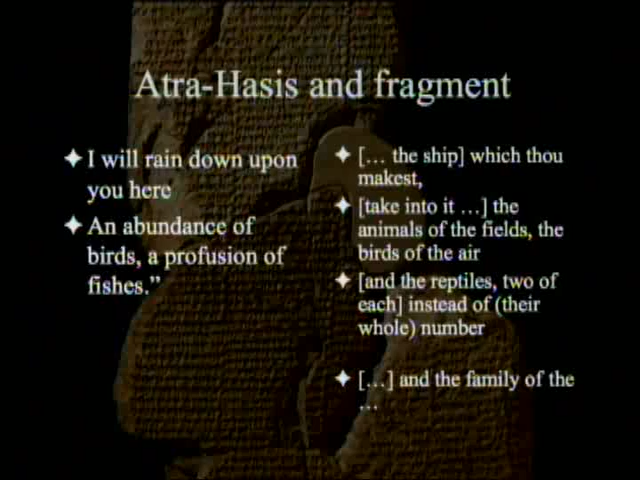 Atra-Hasis and fragment
I will rain down upon
you here
An abundance of
birds, a profusion of
fishes.”
[… the ship] which thou
makest,
[take into it …] the
animals of the fields, the
birds of the air
[and the reptiles, two of
each] instead of (their
whole) number
[…] and the family of the
…